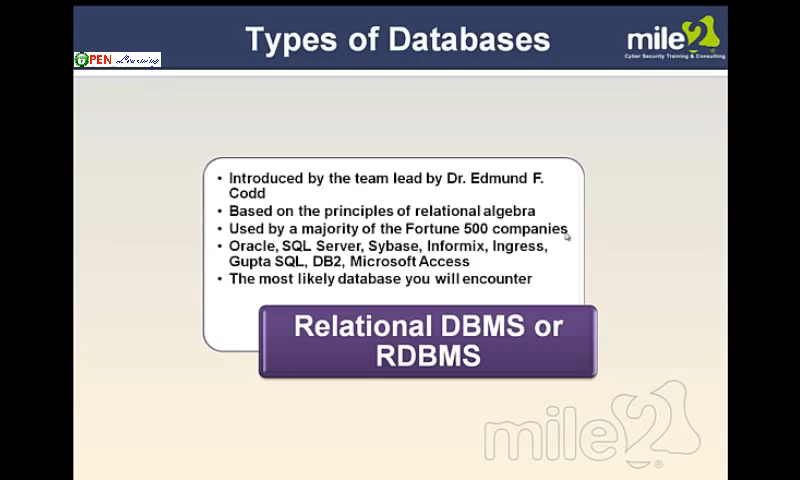 Types of Databases
mile2
Cyber Security Training & Consulting
OPEN Learning
• Introduced by the team lead by Dr. Edmund F.
Codd
• Based on the principles of relational algebra
• Used by a majority of the Fortune 500 companies
• Oracle, SQL Server, Sybase, Informix, Ingress,
Gupta SQL, DB2, Microsoft Access
• The most likely database you will encounter
Relational DBMS or
RDBMS
mile2®